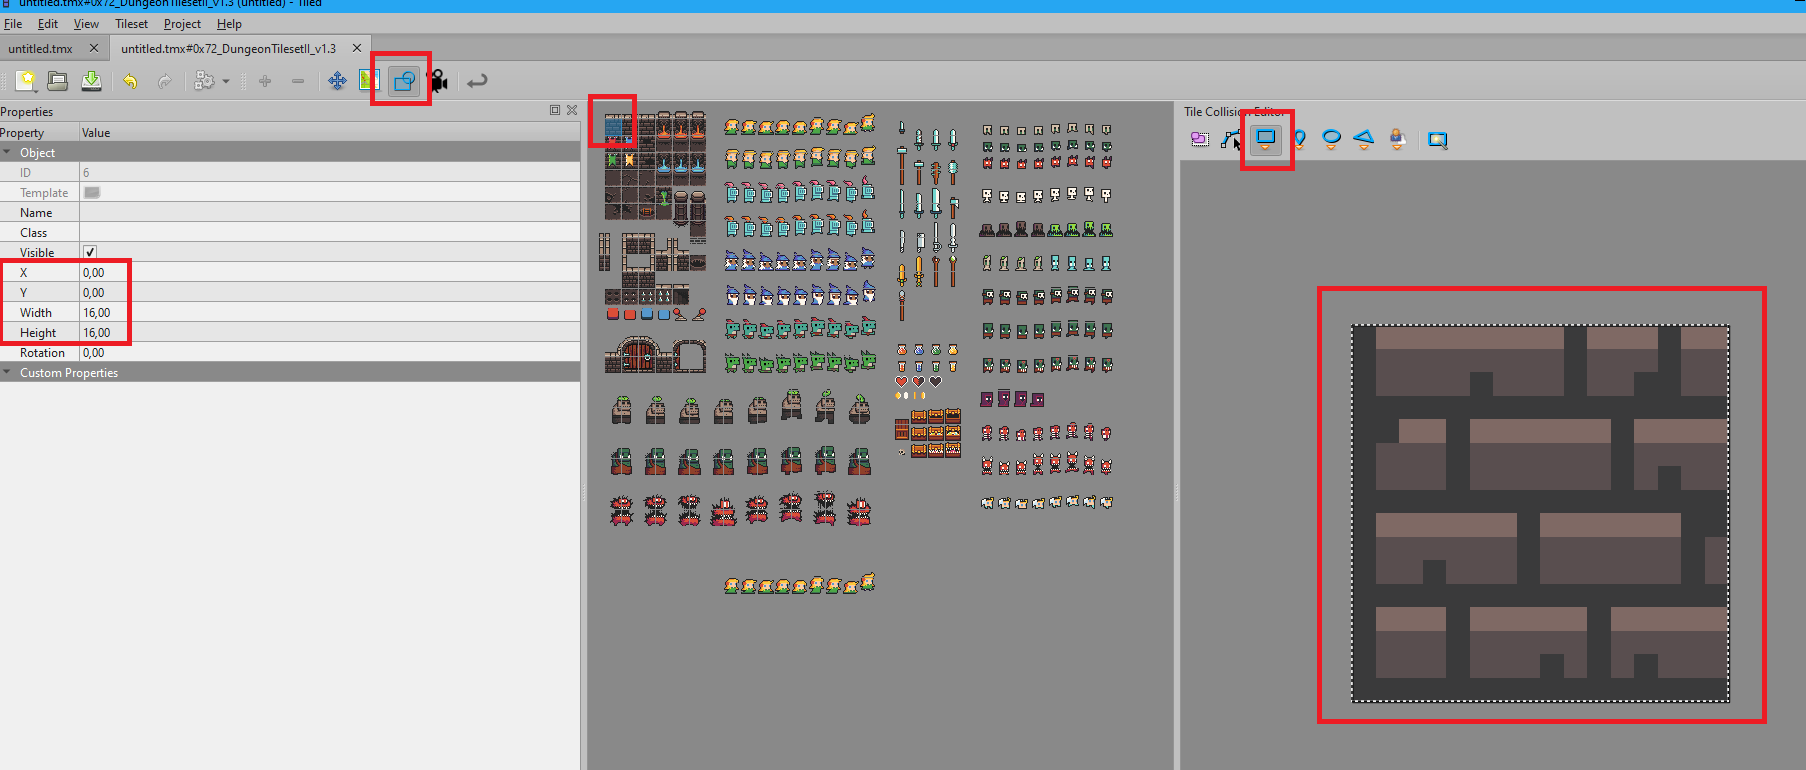 untitled.tmx#0x72_DungeonTilesetII_v1.3 (untitled) - Tiled
File Edit View Tileset Project Help
untitled.tmx untitled.tmx#0x72_DungeonTilesetII_v1.3
Properties
Property Value
Object
ID 6
Template
Name
Class
Visible
X 0,00
Y 0,00
Width 16,00
Height 16,00
Rotation 0,00
Custom Properties
Tile Collision Editor